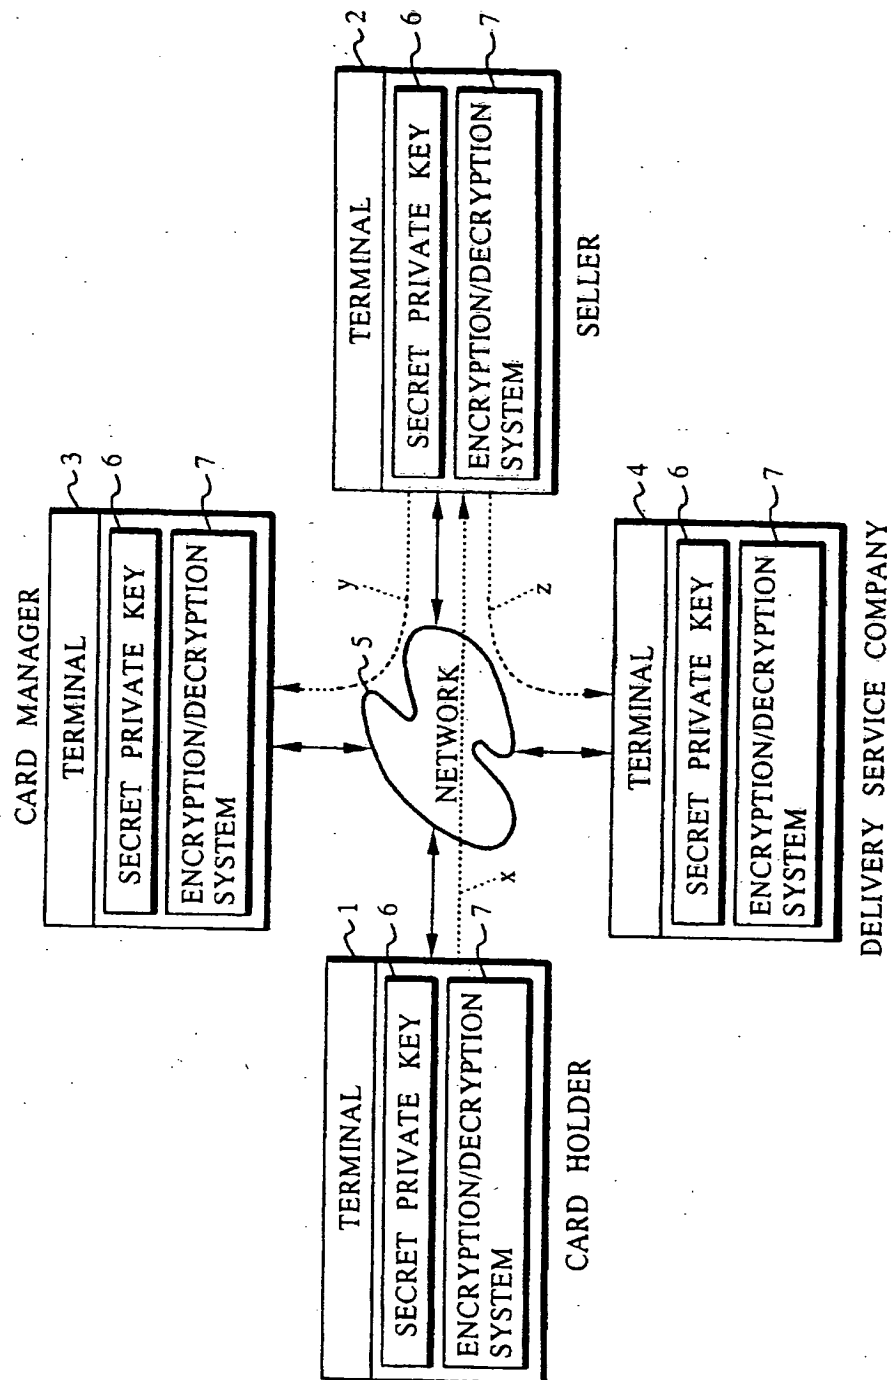 CARD MANAGER
3
TERMINAL
6
SECRET PRIVATE KEY
7
ENCRYPTION/DECRYPTION
SYSTEM
1
TERMINAL
6
SECRET PRIVATE KEY
7
ENCRYPTION/DECRYPTION
SYSTEM
CARD HOLDER
5
NETWORK
x
y
z
2
TERMINAL
6
SECRET PRIVATE KEY
7
ENCRYPTION/DECRYPTION
SYSTEM
SELLER
4
TERMINAL
6
SECRET PRIVATE KEY
7
ENCRYPTION/DECRYPTION
SYSTEM
DELIVERY SERVICE COMPANY